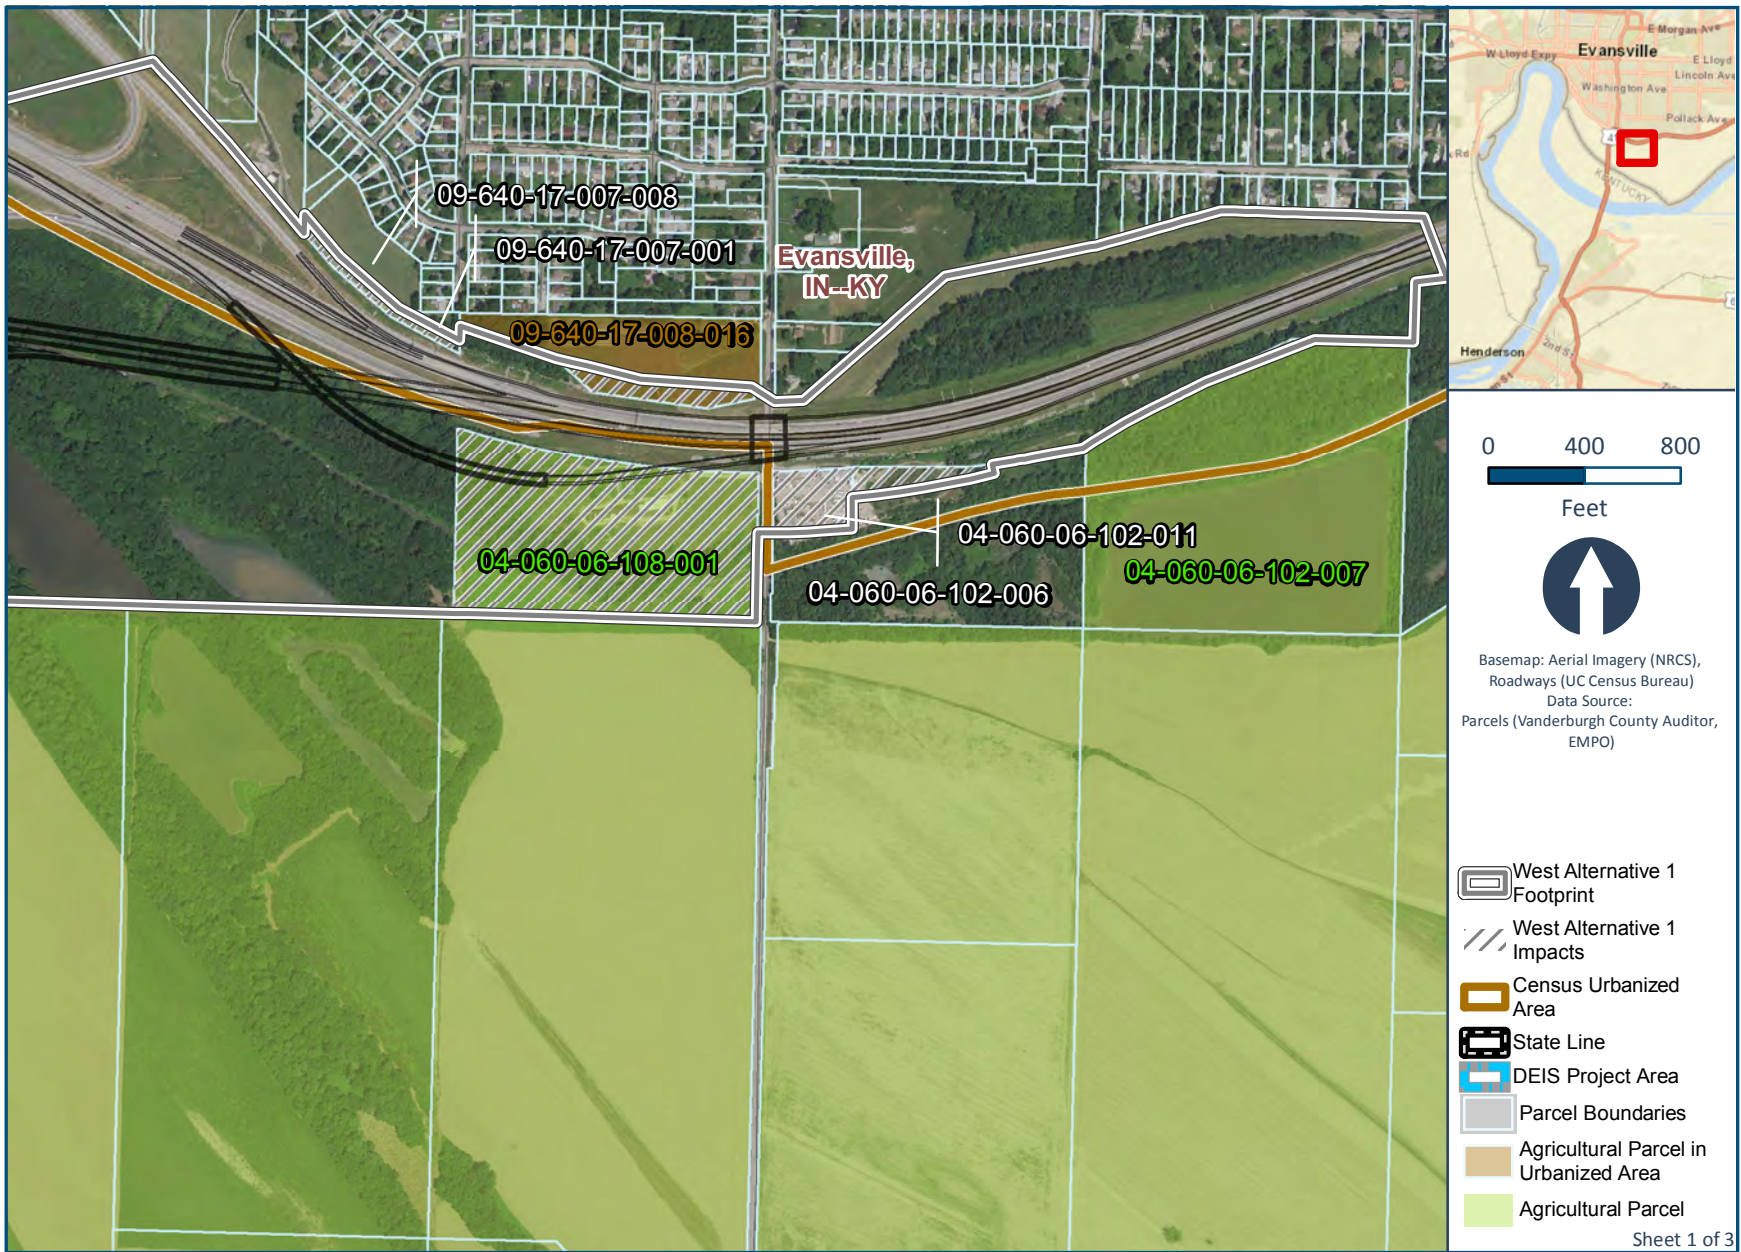 09-640-17-007-008
09-640-17-007-001
Evansville,
IN--KY
09-640-17-008-016
04-060-06-108-001
04-060-06-102-011
04-060-06-102-007
04-060-06-102-006
E Morgan Ave
W Lloyd Expy
Evansville
E Lloyd
Lincoln Ave
Washington Ave
Pollack Ave
Rd
KENTUCKY
Henderson
2nd St
0 400 800
Feet
Basemap: Aerial Imagery (NRCS),
Roadways (UC Census Bureau)
Data Source:
Parcels (Vanderburgh County Auditor,
EMPO)
West Alternative 1
Footprint
West Alternative 1
Impacts
Census Urbanized
Area
State Line
DEIS Project Area
Parcel Boundaries
Agricultural Parcel in
Urbanized Area
Agricultural Parcel
Sheet 1 of 3